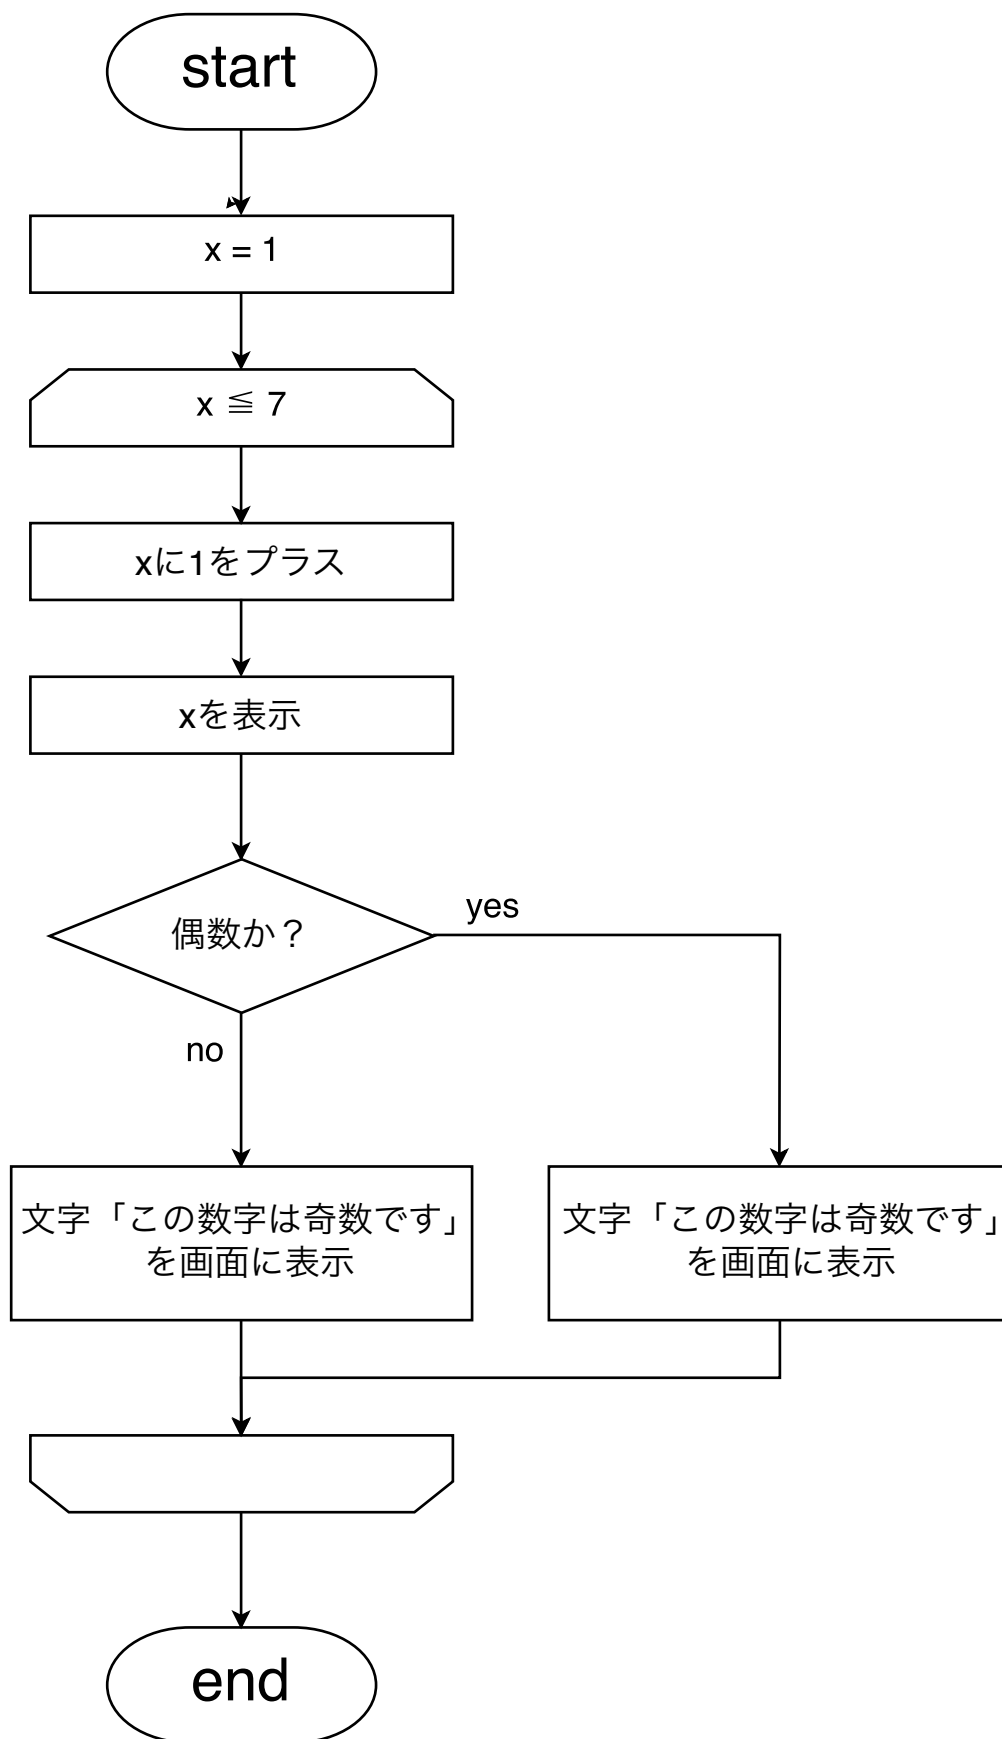 start
x = 1
x ≦ 7
xに1をプラス
xを表示
偶数か？
yes
no
文字「この数字は奇数です」
を画面に表示
文字「この数字は奇数です」
を画面に表示
end